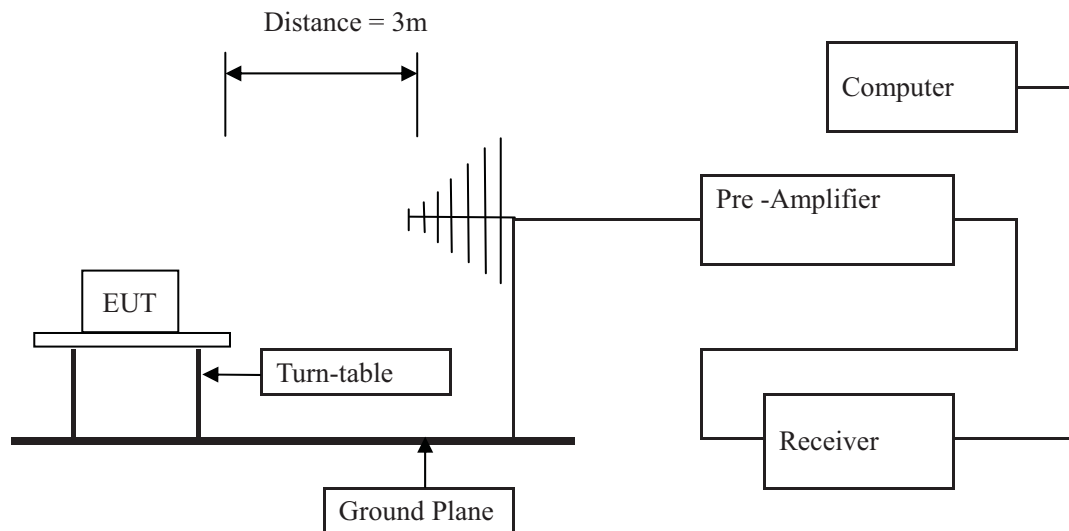 Distance = 3m
Computer
Pre -Amplifier
EUT
Turn-table
Receiver
Ground Plane